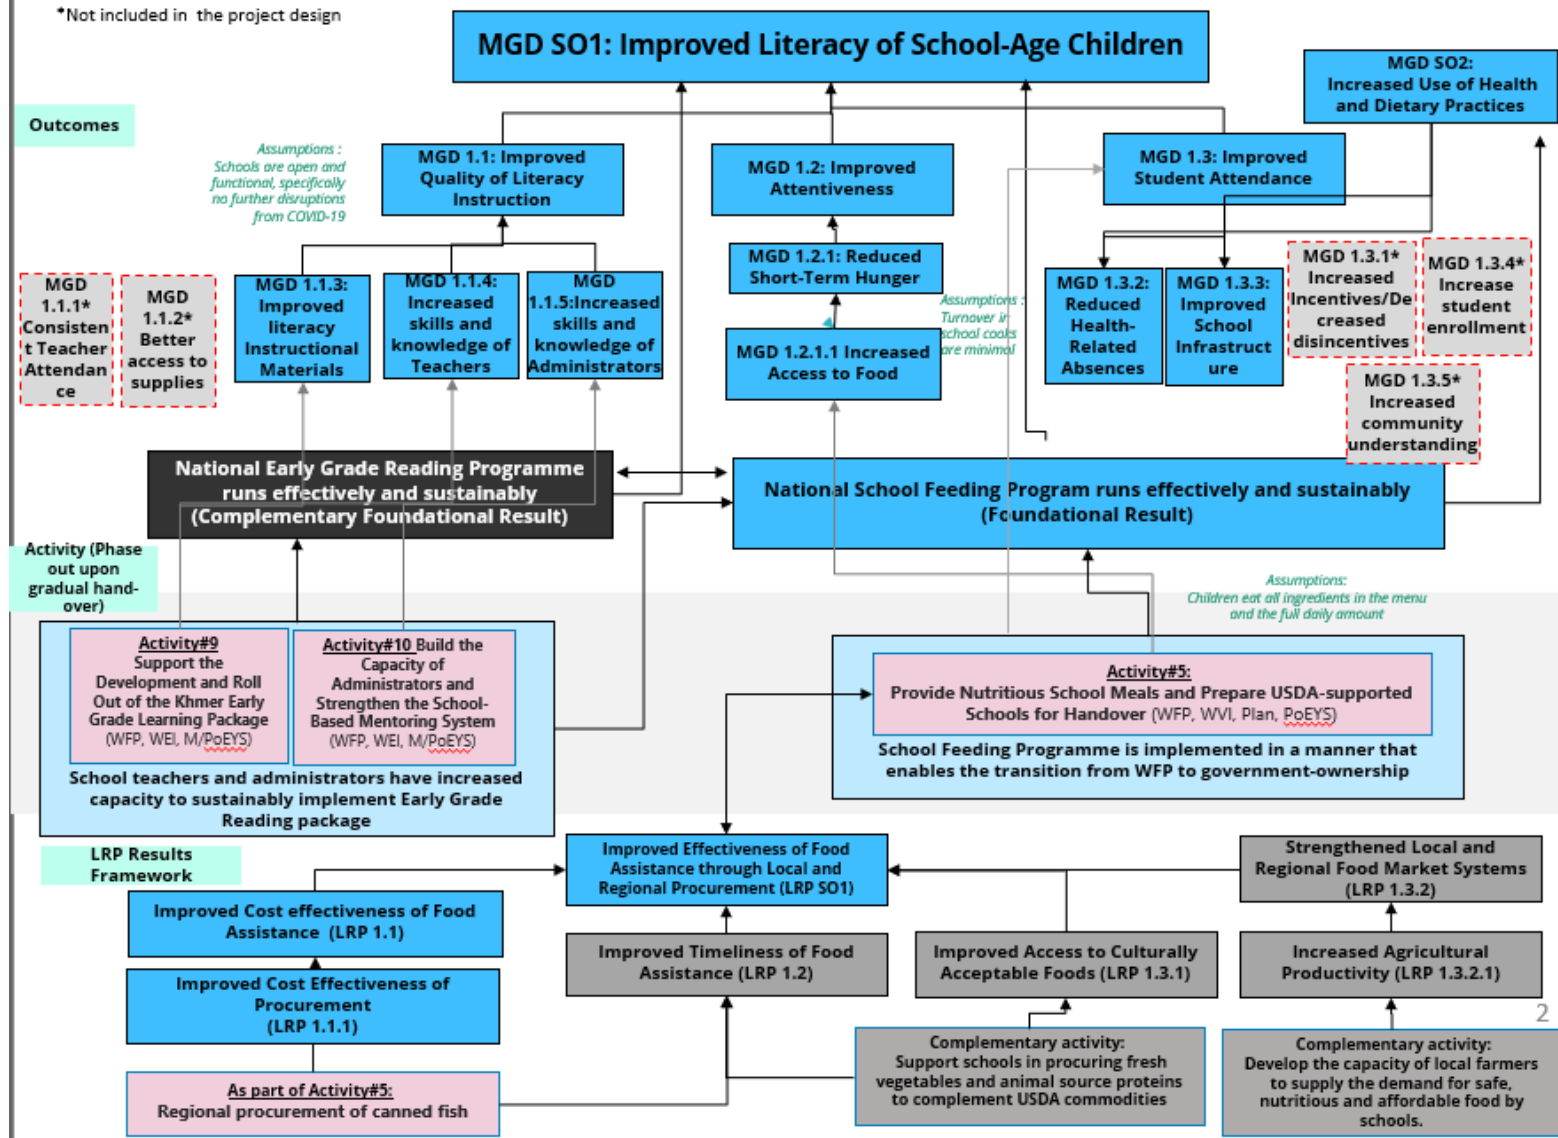 *Not included in  the project design
MGD SO1: Improved Literacy of School-Age Children
MGD SO2:
Increased Use of Health
and Dietary Practices
Outcomes
Assumptions :
Schools are open and
functional, specifically
no further disruptions
from COVID-19
MGD 1.1: Improved
Quality of Literacy
Instruction
MGD 1.2: Improved
Attentiveness
MGD 1.3: Improved
Student Attendance
MGD
1.1.1*
Consisten
t Teacher
Attendan
ce
MGD
1.1.2*
Better
access to
supplies
MGD 1.1.3:
Improved
literacy
Instructional
Materials
MGD 1.1.4:
Increased
skills and
knowledge of
Teachers
MGD
1.1.5:Increased
skills and
knowledge of
Administrators
MGD 1.2.1: Reduced
Short-Term Hunger
Assumptions :
Turnover in
school cooks
are minimal
MGD 1.2.1.1 Increased
Access to Food
MGD 1.3.2:
Reduced
Health-
Related
Absences
MGD 1.3.3:
Improved
School
Infrastruct
ure
MGD 1.3.1*
Increased
Incentives/De
creased
disincentives
MGD 1.3.4*
Increase
student
enrollment
MGD 1.3.5*
Increased
community
understanding
National Early Grade Reading Programme
runs effectively and sustainably
(Complementary Foundational Result)
National School Feeding Program runs effectively and sustainably
(Foundational Result)
Activity (Phase
out upon
gradual hand-
over)
Assumptions:
Children eat all ingredients in the menu
and the full daily amount
Activity#9
Support the
Development and Roll
Out of the Khmer Early
Grade Learning Package
(WFP, WEI, M/PoEYS)
Activity#10 Build the
Capacity of
Administrators and
Strengthen the School-
Based Mentoring System
(WFP, WEI, M/PoEYS)
School teachers and administrators have increased
capacity to sustainably implement Early Grade
Reading package
Activity#5:
Provide Nutritious School Meals and Prepare USDA-supported
Schools for Handover (WFP, WVI, Plan, PoEYS)
School Feeding Programme is implemented in a manner that
enables the transition from WFP to government-ownership
LRP Results
Framework
Improved Effectiveness of Food
Assistance through Local and
Regional Procurement (LRP SO1)
Strengthened Local and
Regional Food Market Systems
(LRP 1.3.2)
Improved Cost effectiveness of Food
Assistance  (LRP 1.1)
Improved Timeliness of Food
Assistance (LRP 1.2)
Improved Access to Culturally
Acceptable Foods (LRP 1.3.1)
Increased Agricultural
Productivity (LRP 1.3.2.1)
Improved Cost Effectiveness of
Procurement
(LRP 1.1.1)
2
As part of Activity#5:
Regional procurement of canned fish
Complementary activity:
Support schools in procuring fresh
vegetables and animal source proteins
to complement USDA commodities
Complementary activity:
Develop the capacity of local farmers
to supply the demand for safe,
nutritious and affordable food by
schools.